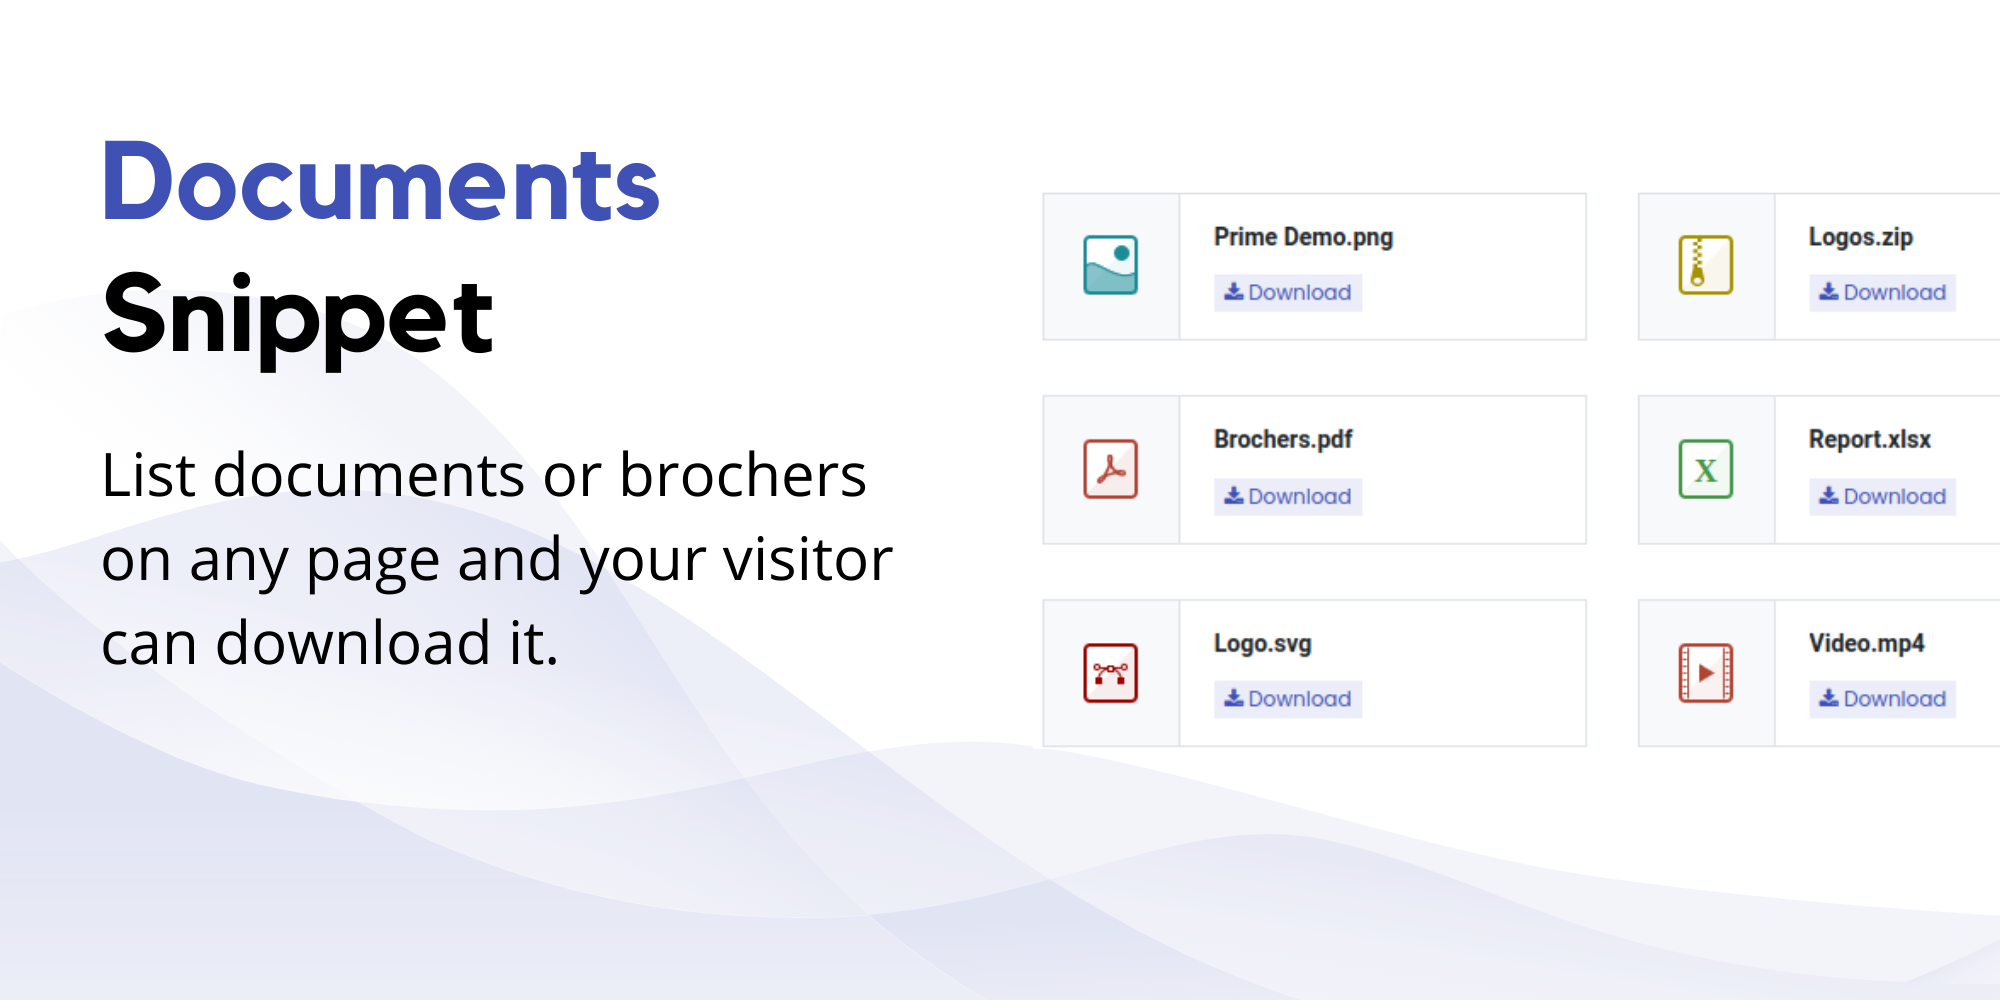 Documents
Snippet
List documents or brochers
on any page and your visitor
can download it.
Prime Demo.png
Download
Logos.zip
Download
Brochers.pdf
Download
Report.xlsx
X
Download
Logo.svg
Download
Video.mp4
Download